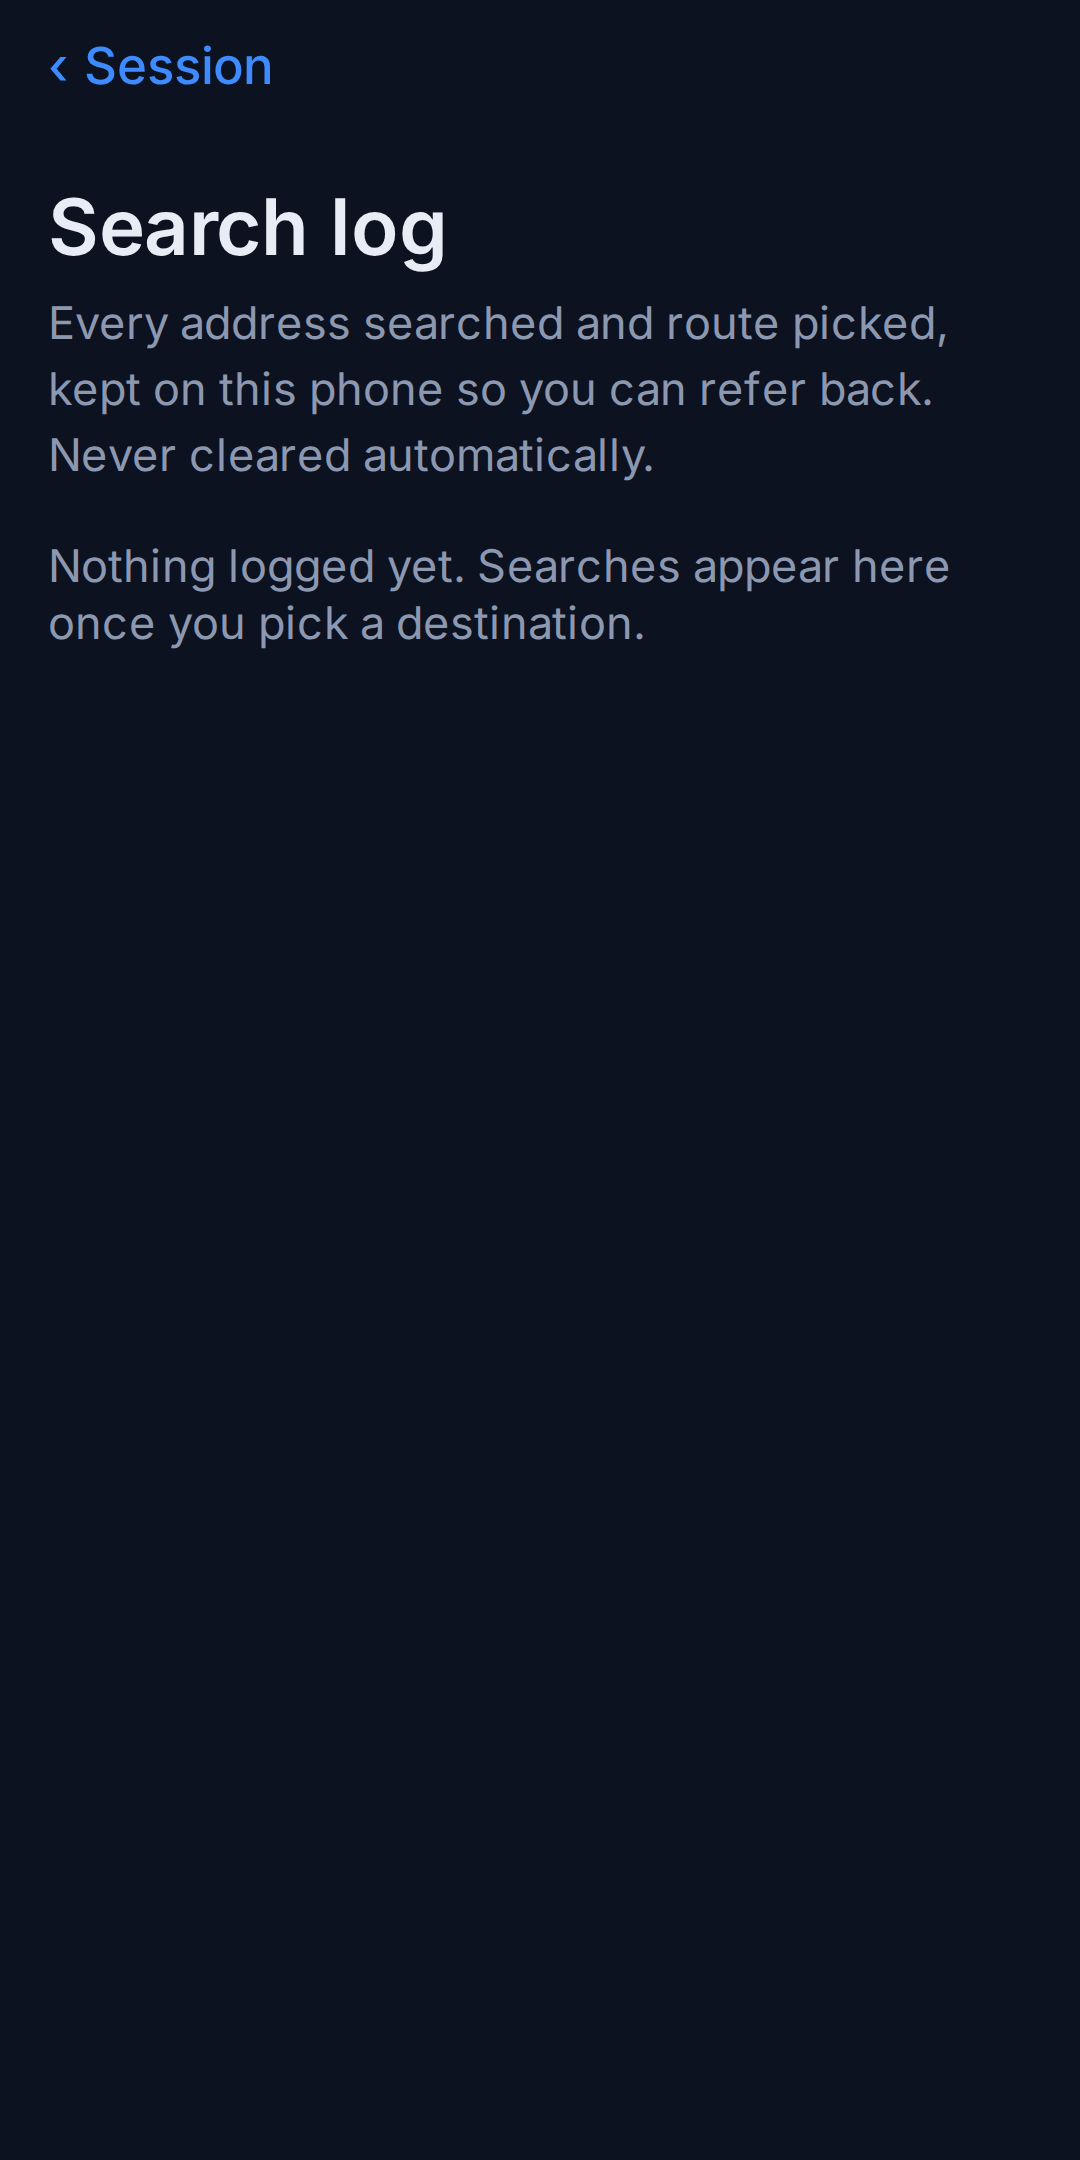 ‹ Session
Search log
Every address searched and route picked,
kept on this phone so you can refer back.
Never cleared automatically.
Nothing logged yet. Searches appear here
once you pick a destination.